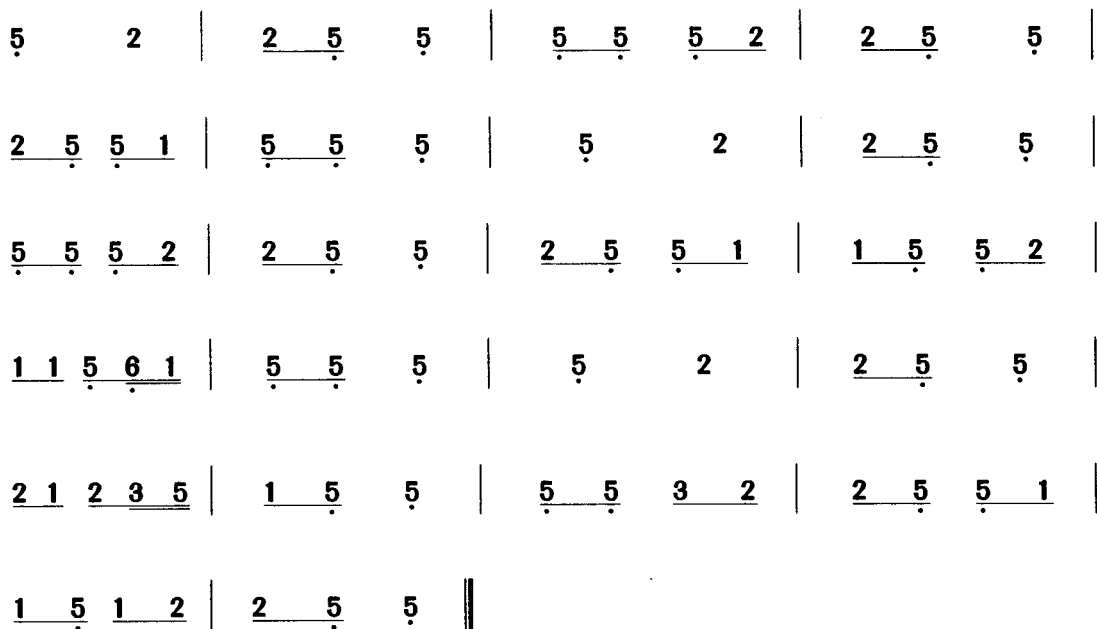 5̣ 2 | 2 5̣ 5̣ | 5̣ 5̣ 5̣ 2 | 2 5̣ 5̣ |
2 5̣ 5̣ 1 | 5̣ 5̣ 5̣ | 5̣ 2 | 2 5̣ 5̣ |
5̣ 5̣ 5̣ 2 | 2 5̣ 5̣ | 2 5̣ 5̣ 1 | 1 5̣ 5̣ 2 |
1 1 5̣ 6̣ 1 | 5̣ 5̣ 5̣ | 5̣ 2 | 2 5̣ 5̣ |
2 1 2 3 5 | 1 5̣ 5̣ | 5̣ 5̣ 3 2 | 2 5̣ 5̣ 1 |
1 5̣ 1 2 | 2 5̣ 5̣ ‖